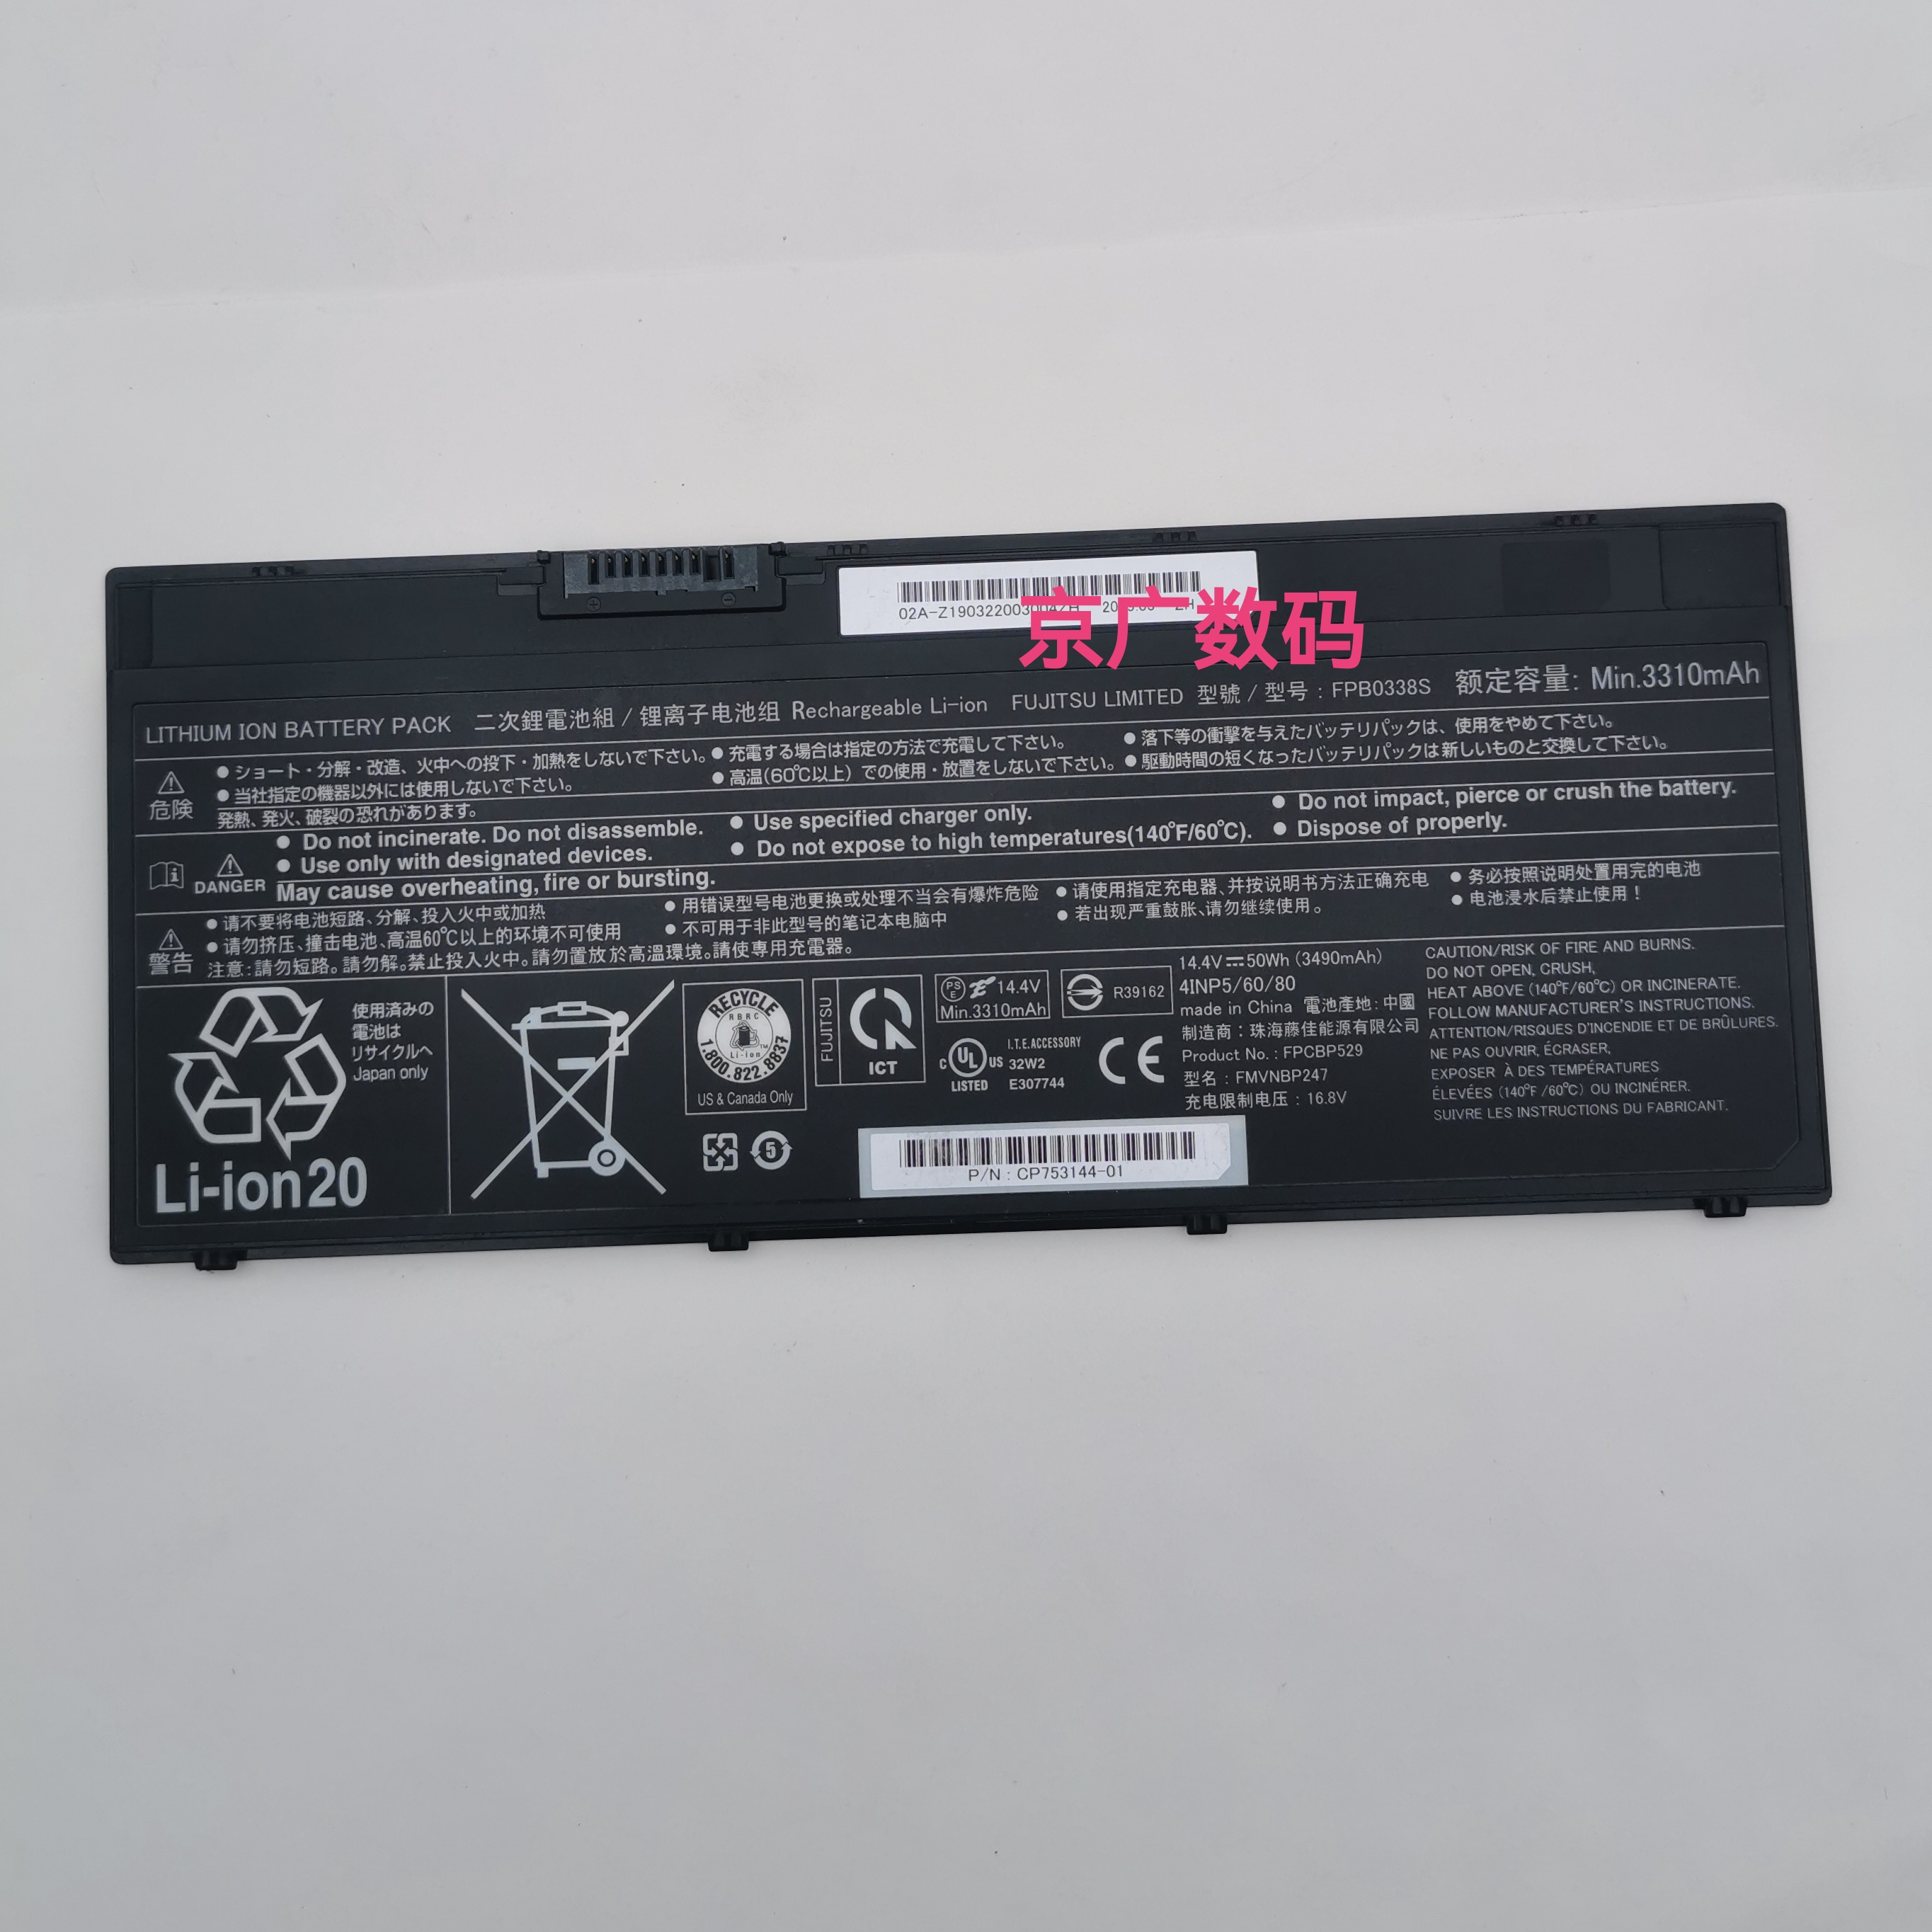 02A-Z190322003004ZH
京广数码
LITHIUM ION BATTERY PACK 二次鋰電池組 / 锂离子电池组 Rechargeable Li-ion FUJITSU LIMITED 型號 / 型号 : FPB0338S 额定容量: Min.3310mAh
危険
● ショート・分解・改造、火中への投下・加熱をしないで下さい。
● 当社指定の機器以外には使用しないで下さい。
発熱、発火、破裂の恐れがあります。
● 充電する場合は指定の方法で充電して下さい。
● 高温(60℃以上) での使用・放置をしないで下さい。
● 落下等の衝撃を与えたバッテリパックは、使用をやめて下さい。
● 駆動時間の短くなったバッテリパックは新しいものと交換して下さい。
DANGER
● Do not incinerate. Do not disassemble.
● Use only with designated devices.
May cause overheating, fire or bursting.
● Use specified charger only.
● Do not expose to high temperatures(140°F/60℃).
● Do not impact, pierce or crush the battery.
● Dispose of properly.
警告
● 请不要将电池短路、分解、投入火中或加热
● 请勿挤压、撞击电池、高温60℃以上的环境不可使用
● 用错误型号电池更换或处理不当会有爆炸危险
● 不可用于非此型号的笔记本电脑中
● 请使用指定充电器、并按说明书方法正确充电
● 若出现严重鼓胀、请勿继续使用。
● 务必按照说明处置用完的电池
● 电池浸水后禁止使用！
注意:請勿短路。請勿解。禁止投入火中。請勿置放於高溫環境。請使專用充電器。
使用済みの
電池は
リサイクルへ
Japan only
Li-ion20
RECYCLE
RBRC
Li-ion
TM
1.800.822.8837
US & Canada Only
5
FUJITSU
ICT
PS
E
14.4V
Min.3310mAh
R39162
C UL US
LISTED
I.T.E.ACCESSORY
32W2
E307744
CE
14.4V 50Wh (3490mAh)
4INP5/60/80
made in China 電池產地: 中國
制造商 : 珠海藤佳能源有限公司
Product No. : FPCBP529
型名 : FMVNBP247
充电限制电压 : 16.8V
CAUTION/RISK OF FIRE AND BURNS.
DO NOT OPEN, CRUSH,
HEAT ABOVE (140°F/60℃) OR INCINERATE.
FOLLOW MANUFACTURER'S INSTRUCTIONS.
ATTENTION/RISQUES D'INCENDIE ET DE BRÛLURES.
NE PAS OUVRIR, ÉCRASER,
EXPOSER À DES TEMPÉRATURES
ÉLEVÉES (140°F /60℃) OU INCINÉRER.
SUIVRE LES INSTRUCTIONS DU FABRICANT.
P/N : CP753144-01